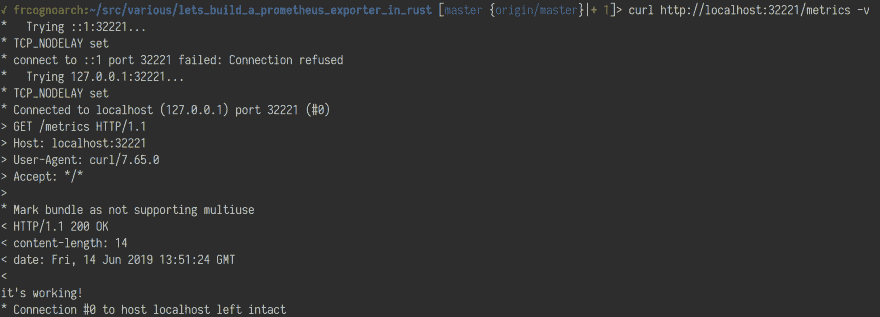 √ frcognoarch:~/src/various/lets_build_a_prometheus_exporter_in_rust [master {origin/master}|+ 1]> curl http://localhost:32221/metrics -v
*   Trying ::1:32221...
* TCP_NODELAY set
* connect to ::1 port 32221 failed: Connection refused
*   Trying 127.0.0.1:32221...
* TCP_NODELAY set
* Connected to localhost (127.0.0.1) port 32221 (#0)
> GET /metrics HTTP/1.1
> Host: localhost:32221
> User-Agent: curl/7.65.0
> Accept: */*
>
* Mark bundle as not supporting multiuse
< HTTP/1.1 200 OK
< content-length: 14
< date: Fri, 14 Jun 2019 13:51:24 GMT
<
it's working!
* Connection #0 to host localhost left intact